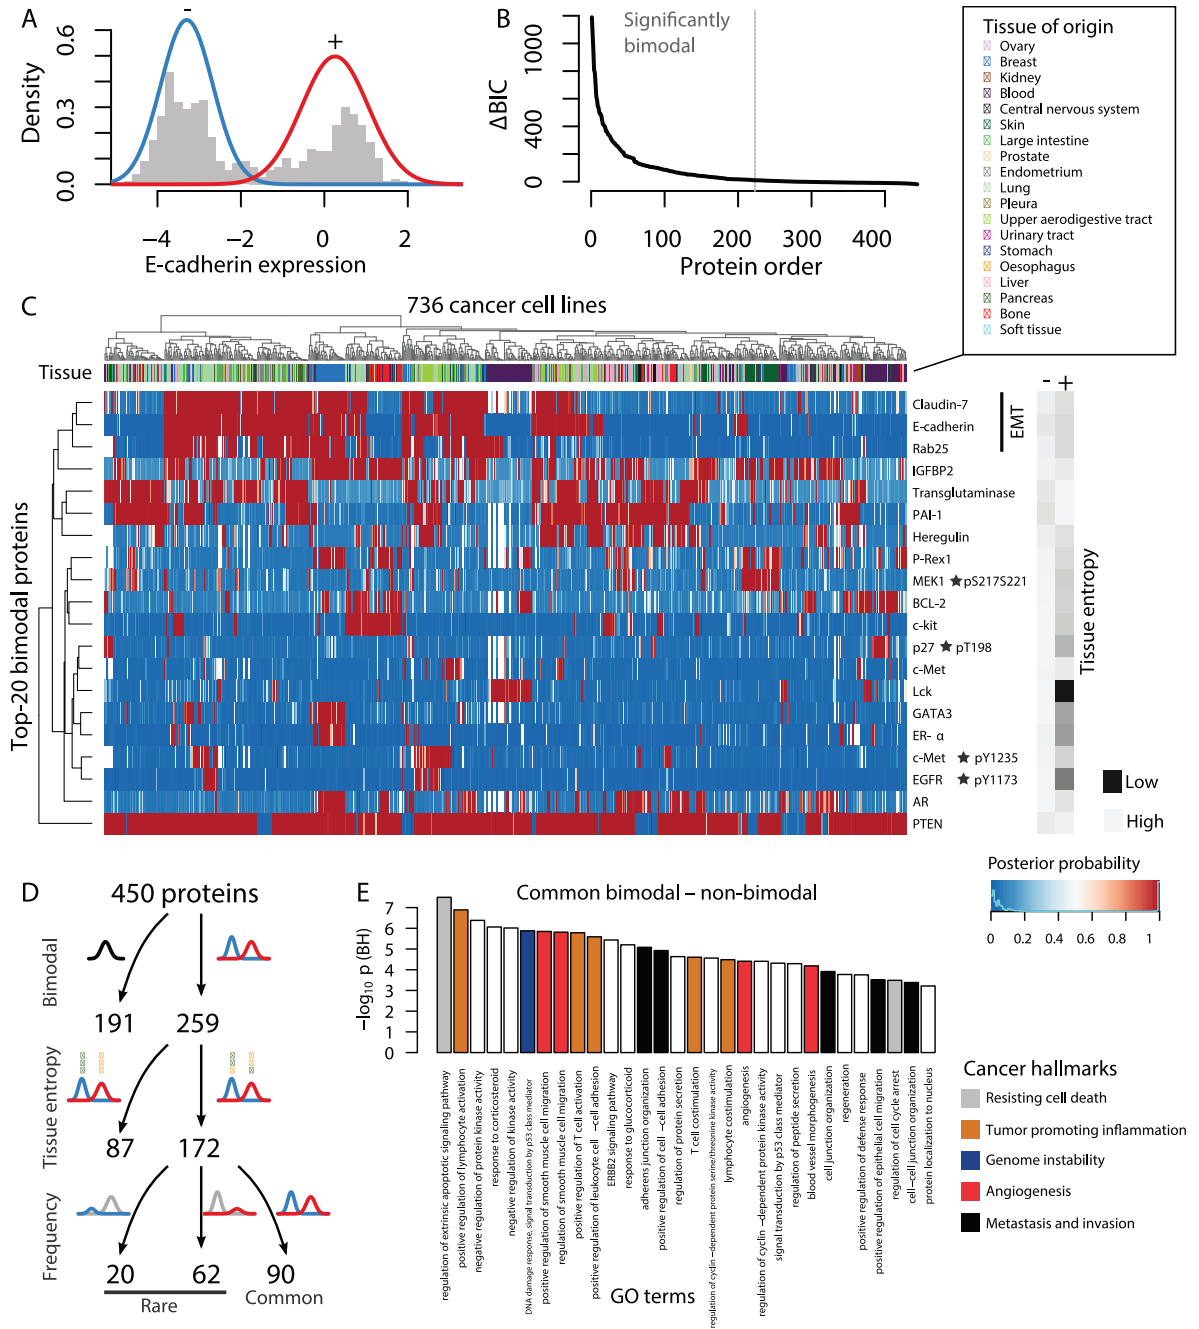 A
-
+
0.6
0.3
0.0
Density
−4
−2
0
2
E-cadherin expression
B
Significantly
bimodal
1000
400
0
ΔBIC
0
100
200
300
400
Protein order
Tissue of origin
Ovary
Breast
Kidney
Blood
Central nervous system
Skin
Large intestine
Prostate
Endometrium
Lung
Pleura
Upper aerodigestive tract
Urinary tract
Stomach
Oesophagus
Liver
Pancreas
Bone
Soft tissue
C
736 cancer cell lines
Tissue
Top-20 bimodal proteins
Claudin-7
E-cadherin
Rab25
IGFBP2
Transglutaminase
PAI-1
Heregulin
P-Rex1
MEK1 ★pS217S221
BCL-2
c-kit
p27 ★ pT198
c-Met
Lck
GATA3
ER- α
c-Met ★ pY1235
EGFR ★ pY1173
AR
PTEN
EMT
- +
Tissue entropy
Low
High
Posterior probability
0 0.2 0.4 0.6 0.8 1
D
450 proteins
Bimodal
191
259
Tissue entropy
87
172
Frequency
20
62
90
Rare
Common
E
Common bimodal – non-bimodal
7
6
5
4
3
2
1
0
−log10 p (BH)
regulation of extrinsic apoptotic signaling pathway
positive regulation of lymphocyte activation
negative regulation of protein kinase activity
response to corticosteroid
negative regulation of kinase activity
DNA damage response, signal transduction by p53 class mediator
positive regulation of smooth muscle cell migration
regulation of smooth muscle cell migration
positive regulation of T cell activation
positive regulation of leukocyte cell −cell adhesion
ERBB2 signaling pathway
response to glucocorticoid
adherens junction organization
positive regulation of cell −cell adhesion
regulation of protein secretion
T cell costimulation
regulation of cyclin −dependent protein serine/threonine kinase activity
lymphocyte costimulation
angiogenesis
regulation of cyclin −dependent protein kinase activity
signal transduction by p53 class mediator
regulation of peptide secretion
blood vessel morphogenesis
cell junction organization
regeneration
positive regulation of defense response
positive regulation of epithelial cell migration
regulation of cell cycle arrest
cell−cell junction organization
protein localization to nucleus
GO terms
Cancer hallmarks
Resisting cell death
Tumor promoting inflammation
Genome instability
Angiogenesis
Metastasis and invasion